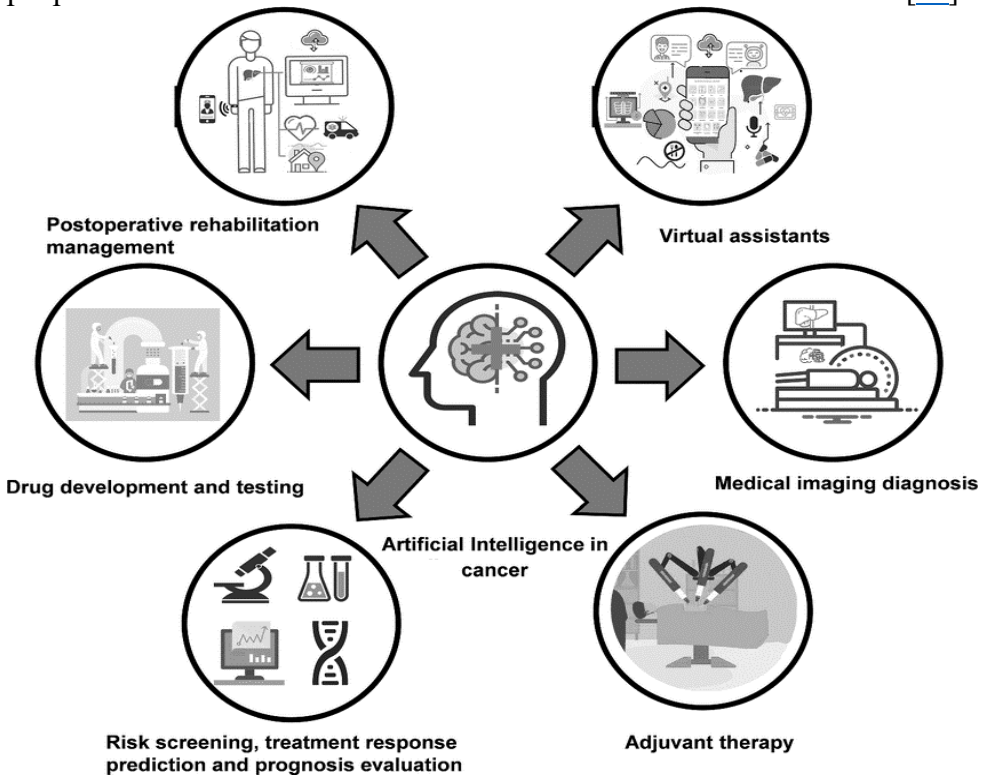 Postoperative rehabilitation
management
Virtual assistants
Drug development and testing
Medical imaging diagnosis
Artificial Intelligence in
cancer
Risk screening, treatment response
prediction and prognosis evaluation
Adjuvant therapy